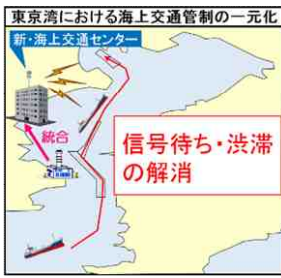 東京湾における海上交通管制の一元化
新・海上交通センター
統合
信号待ち・渋滞
の解消